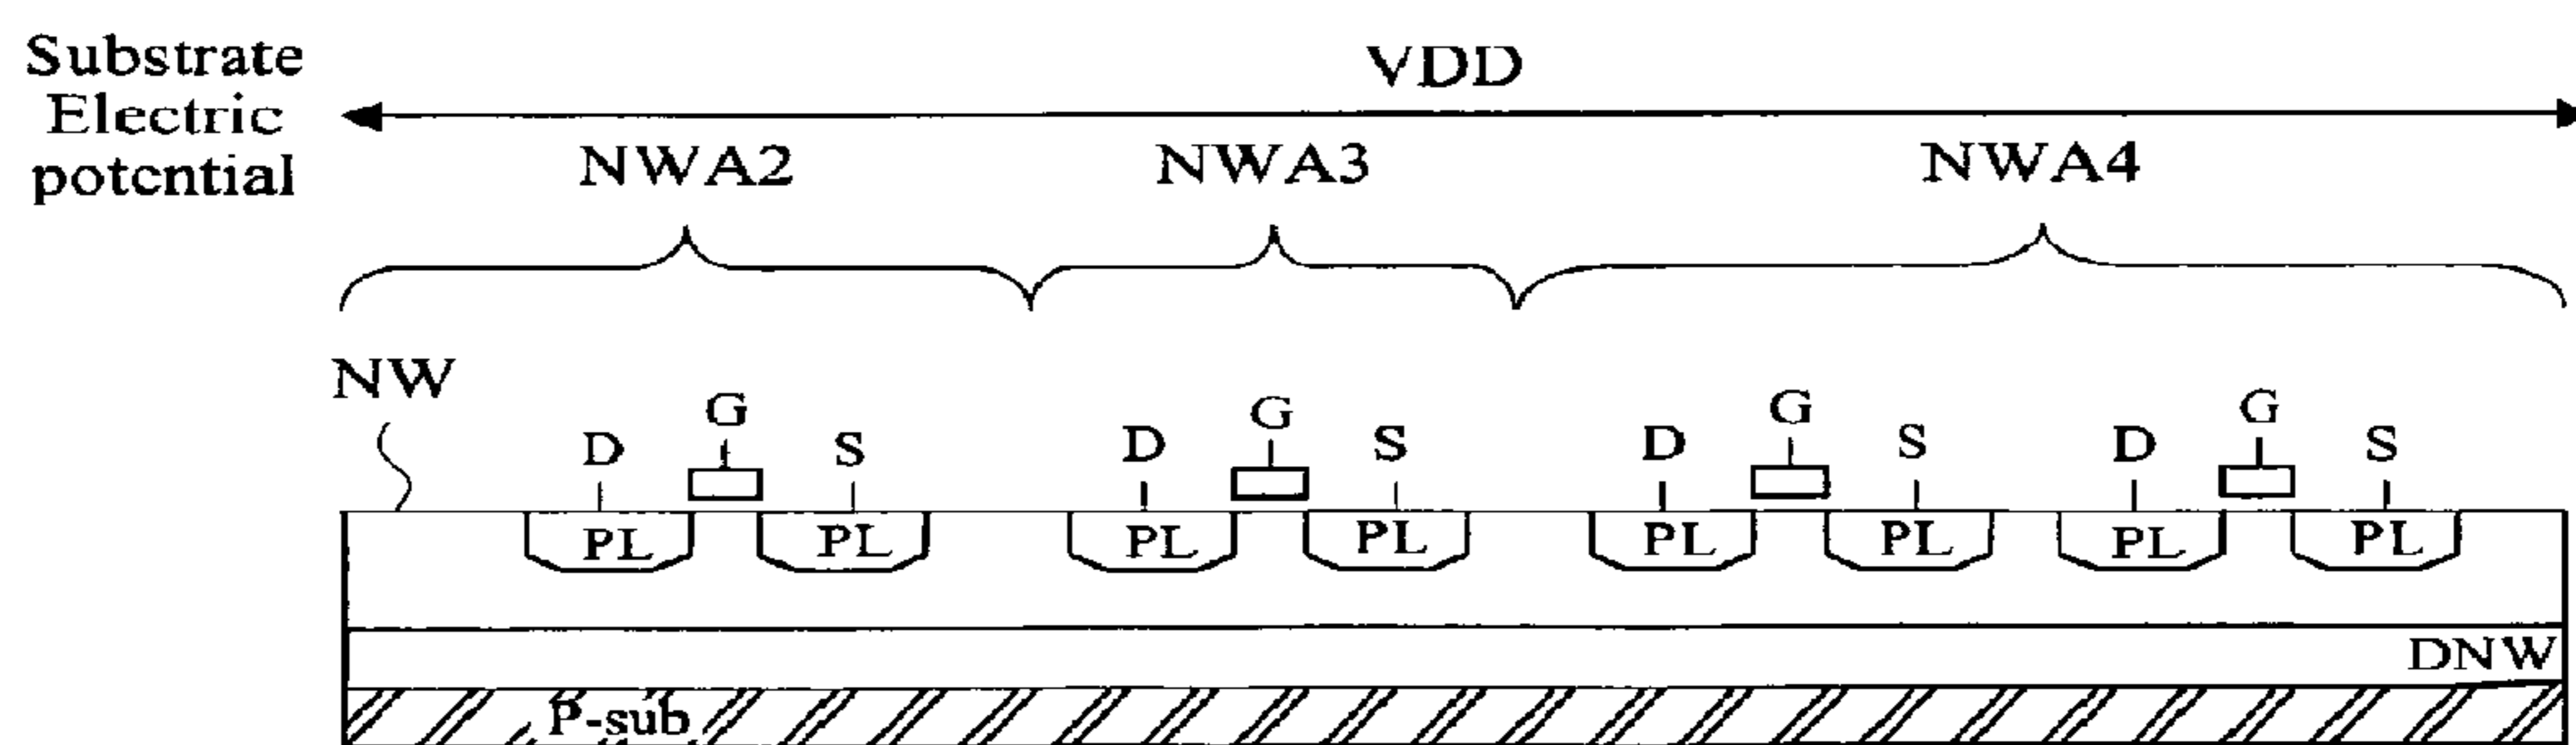 Substrate
Electric
potential
VDD
NWA2 NWA3 NWA4
NW
G G G G
D S D S D S D S
PL PL PL PL PL PL PL PL
DNW
P-sub